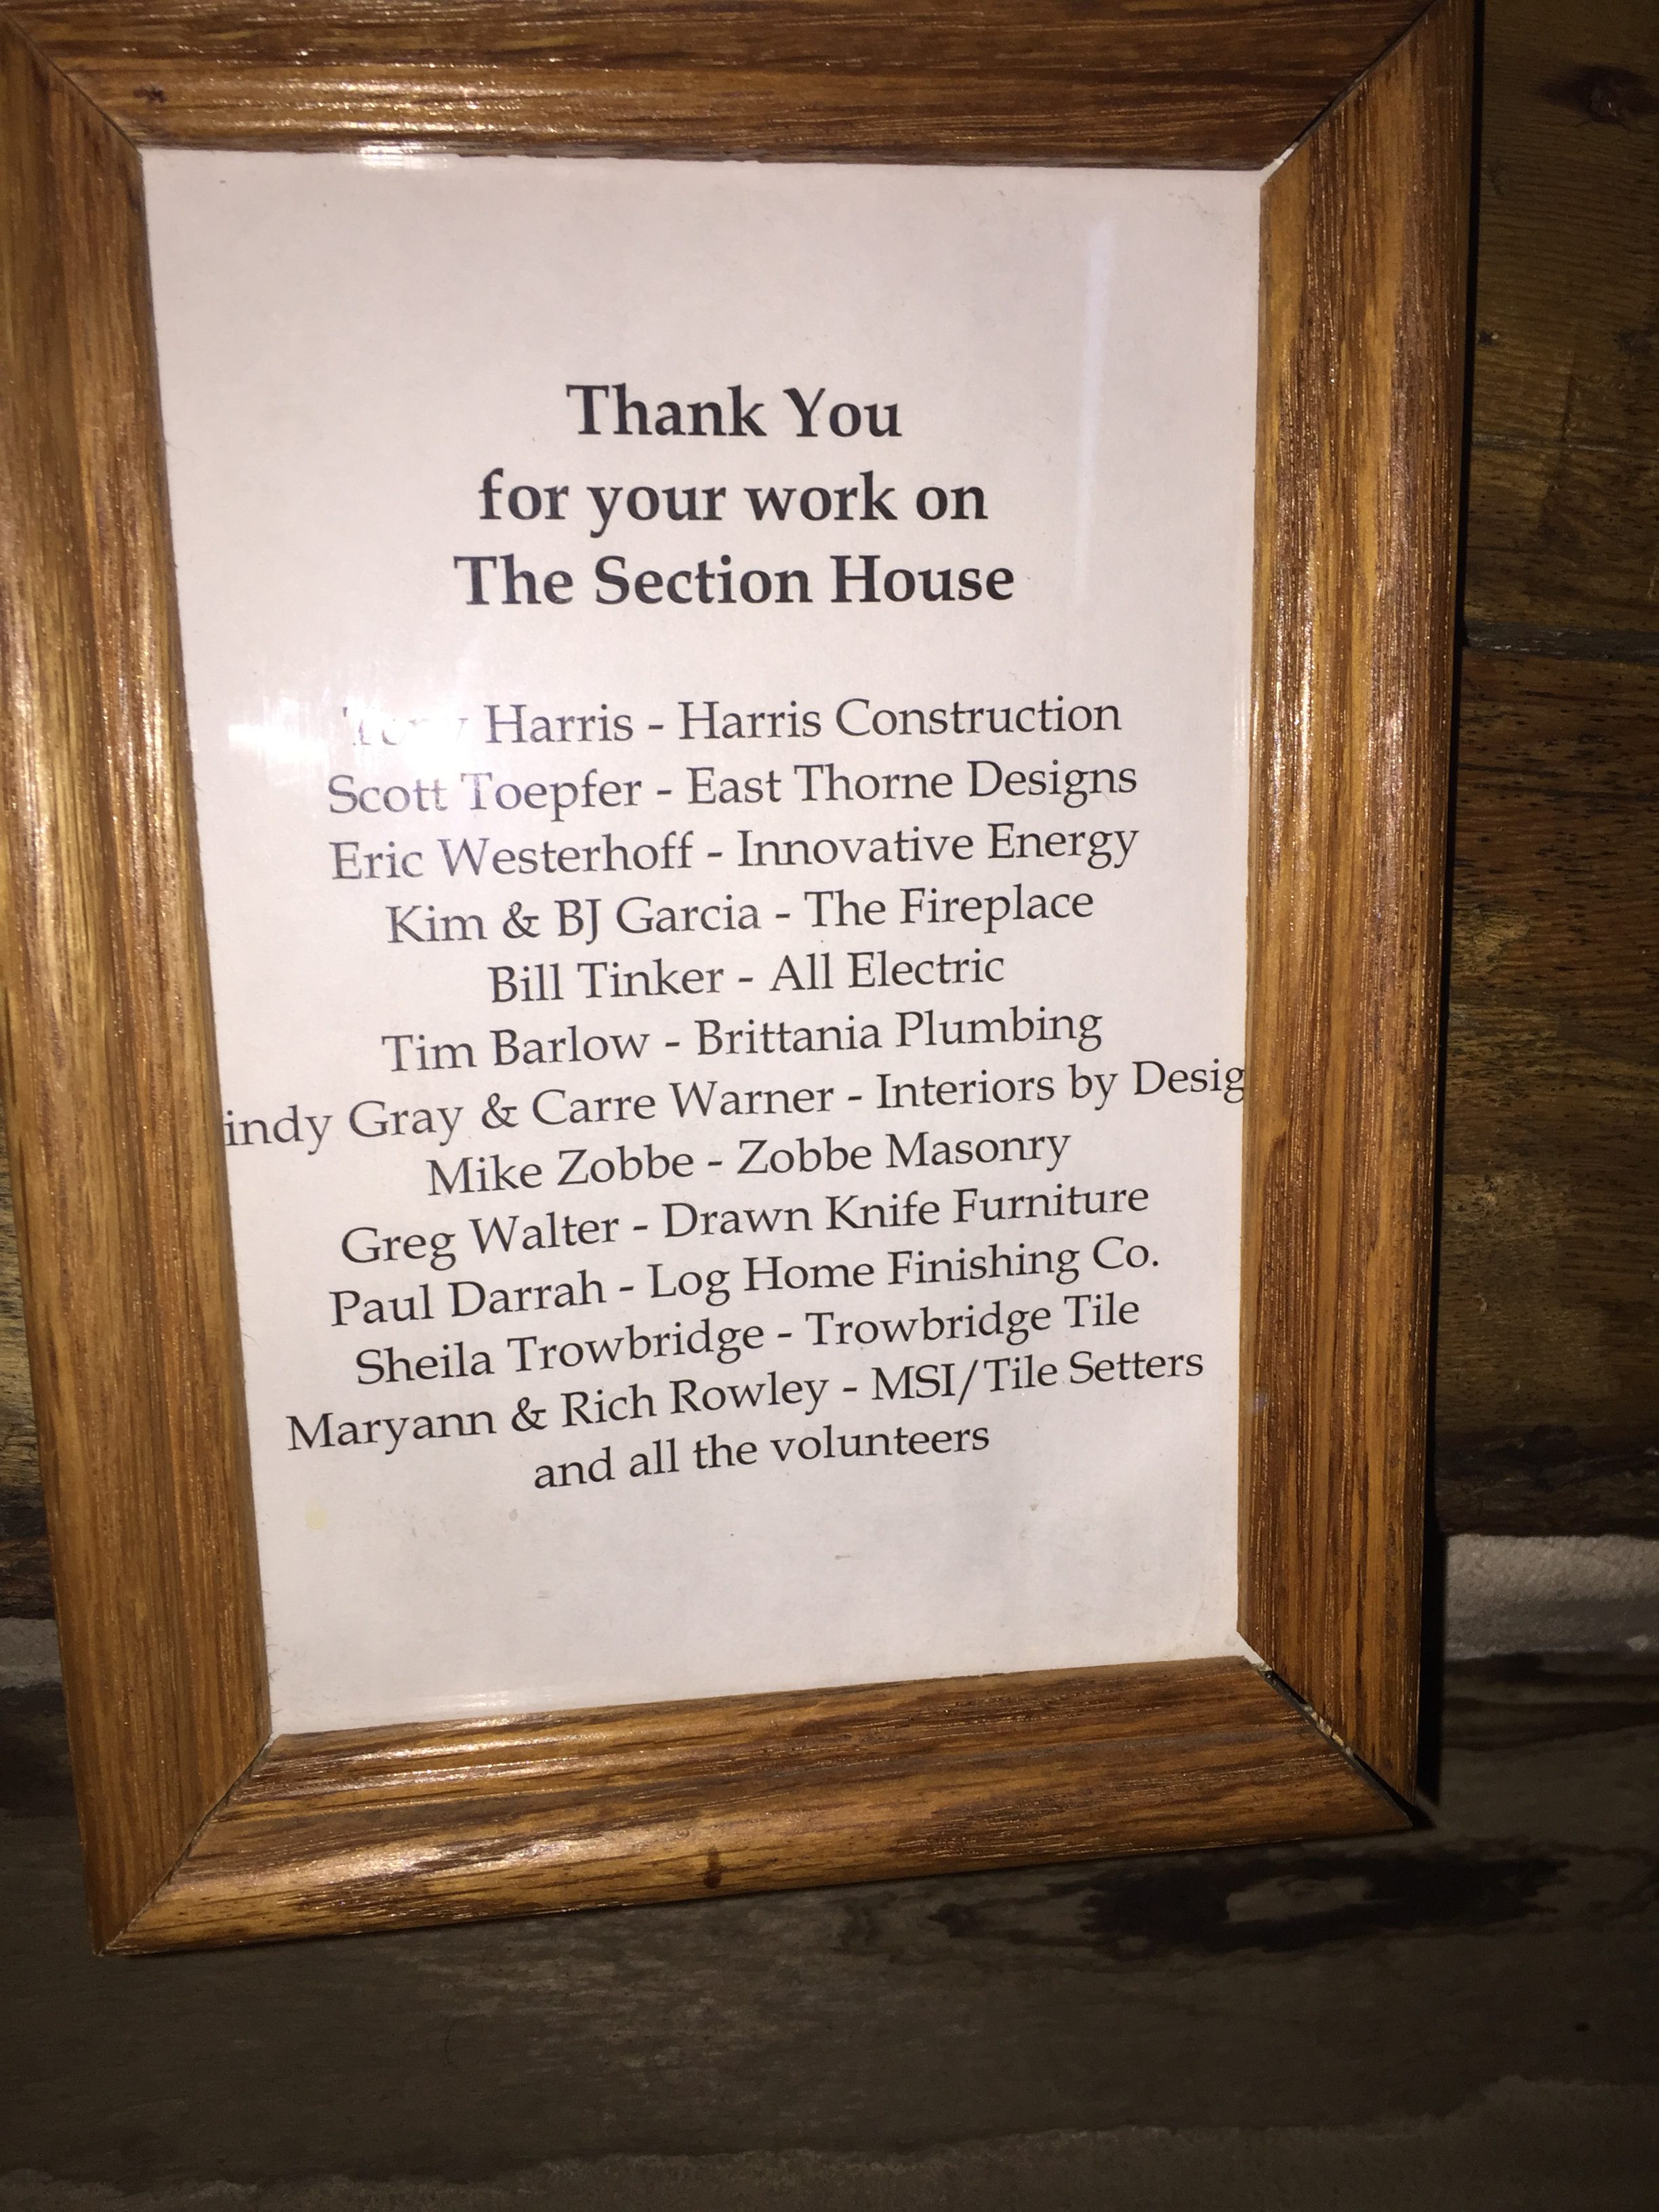 Thank You
for your work on
The Section House
Harris - Harris Construction
Scott Toepfer - East Thorne Designs
Eric Westerhoff - Innovative Energy
Kim & BJ Garcia - The Fireplace
Bill Tinker - All Electric
Tim Barlow - Brittania Plumbing
indy Gray & Carre Warner - Interiors by Desig
Mike Zobbe - Zobbe Masonry
Greg Walter - Drawn Knife Furniture
Paul Darrah - Log Home Finishing Co.
Sheila Trowbridge - Trowbridge Tile
Maryann & Rich Rowley - MSI/Tile Setters
and all the volunteers